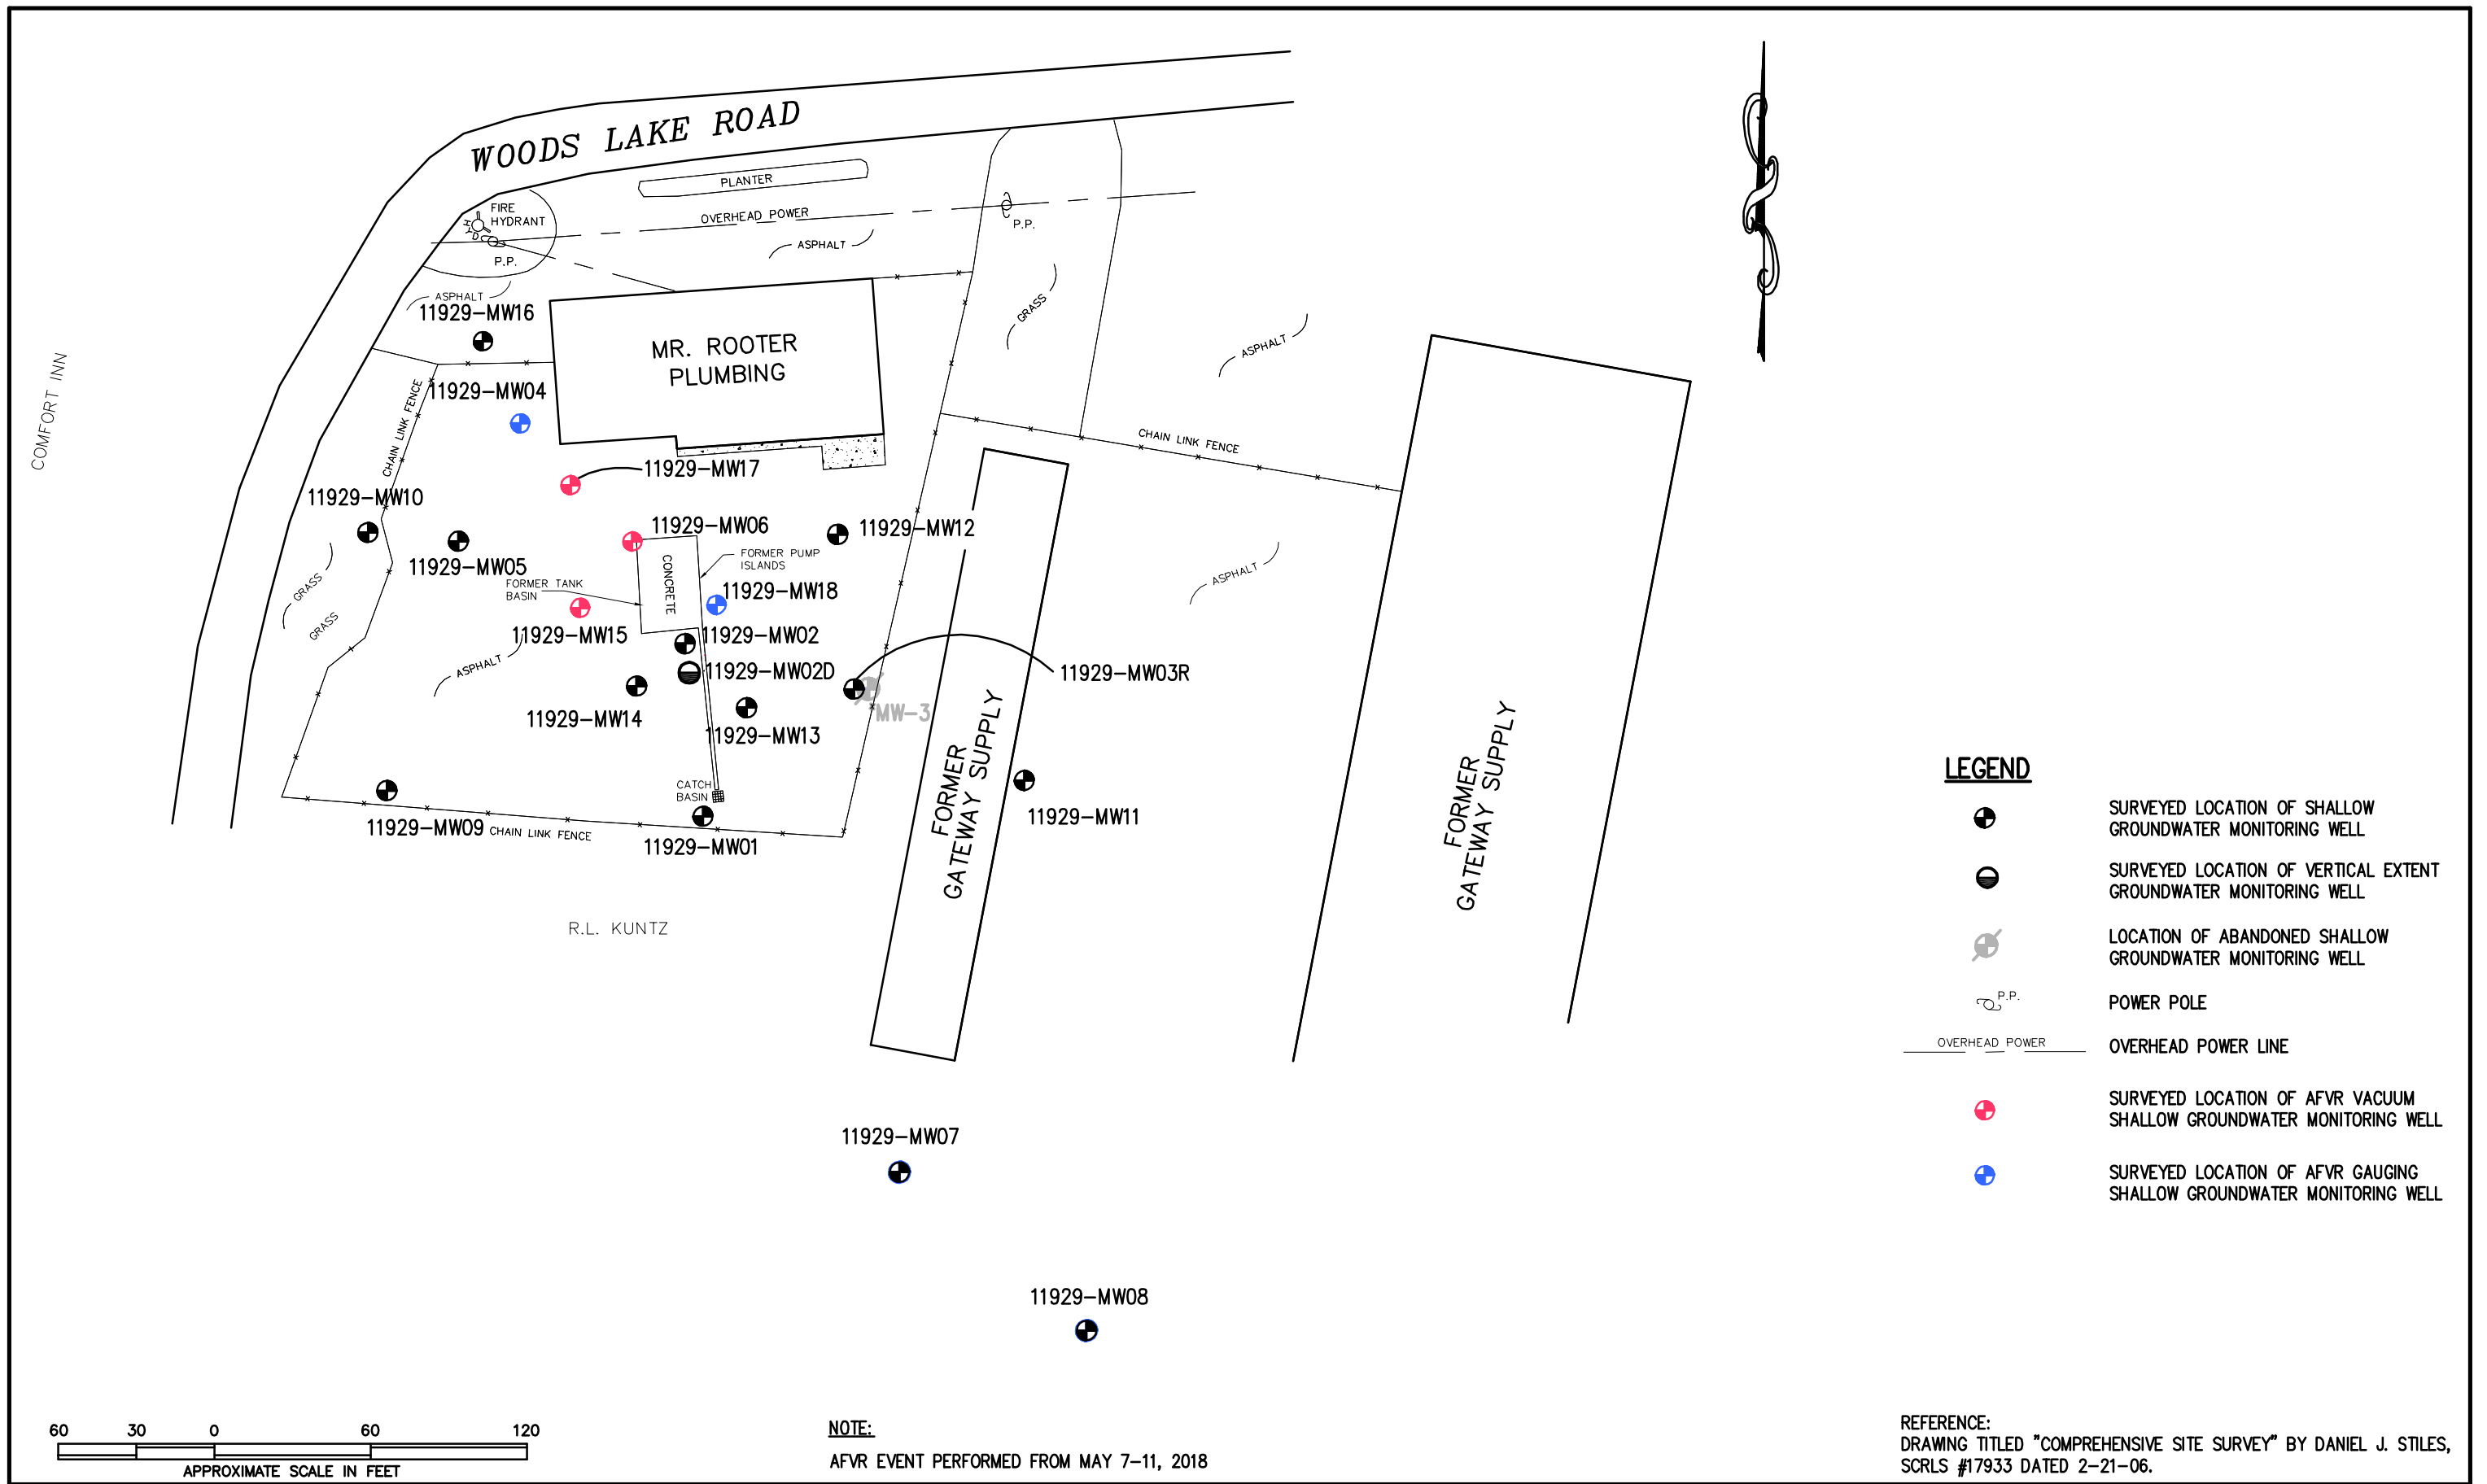 WOODS LAKE ROAD
PLANTER
FIRE
HYDRANT
HYD
P.P.
OVERHEAD POWER
P.P.
ASPHALT
ASPHALT
11929-MW16
MR. ROOTER
PLUMBING
GRASS
ASPHALT
COMFORT INN
11929-MW04
CHAIN LINK FENCE
CHAIN LINK FENCE
11929-MW17
11929-MW10
11929-MW06
11929-MW12
11929-MW05
FORMER PUMP
ISLANDS
CONCRETE
FORMER TANK
BASIN
11929-MW18
GRASS
GRASS
ASPHALT
11929-MW15
11929-MW02
ASPHALT
11929-MW02D
11929-MW03R
MW-3
11929-MW14
11929-MW13
CATCH
BASIN
FORMER
GATEWAY SUPPLY
FORMER
GATEWAY SUPPLY
11929-MW11
11929-MW09
CHAIN LINK FENCE
11929-MW01
R.L. KUNTZ
11929-MW07
11929-MW08
LEGEND
SURVEYED LOCATION OF SHALLOW
GROUNDWATER MONITORING WELL
SURVEYED LOCATION OF VERTICAL EXTENT
GROUNDWATER MONITORING WELL
LOCATION OF ABANDONED SHALLOW
GROUNDWATER MONITORING WELL
P.P.
POWER POLE
OVERHEAD POWER
OVERHEAD POWER LINE
SURVEYED LOCATION OF AFVR VACUUM
SHALLOW GROUNDWATER MONITORING WELL
SURVEYED LOCATION OF AFVR GAUGING
SHALLOW GROUNDWATER MONITORING WELL
60 30 0 60 120
APPROXIMATE SCALE IN FEET
NOTE:
AFVR EVENT PERFORMED FROM MAY 7-11, 2018
REFERENCE:
DRAWING TITLED "COMPREHENSIVE SITE SURVEY" BY DANIEL J. STILES,
SCRLS #17933 DATED 2-21-06.